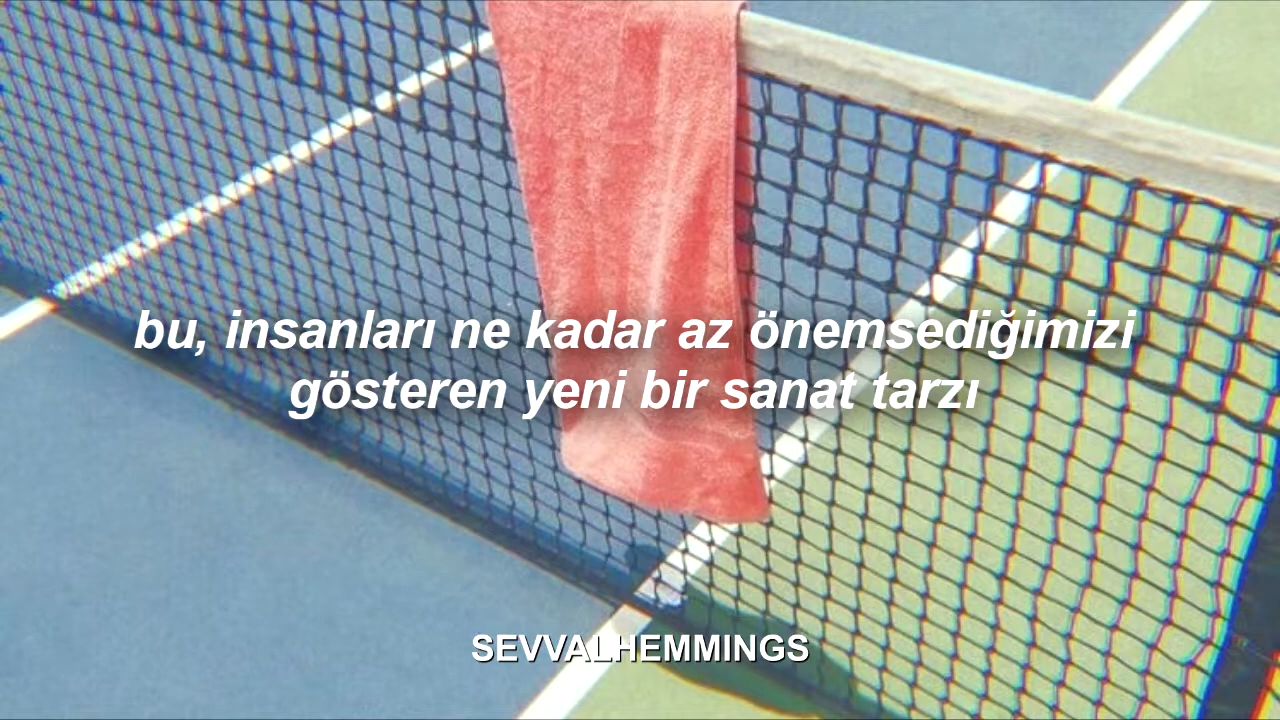 bu, insanları ne kadar az önemsediğimizi
gösteren yeni bir sanat tarzı
SEVVALHEMMINGS